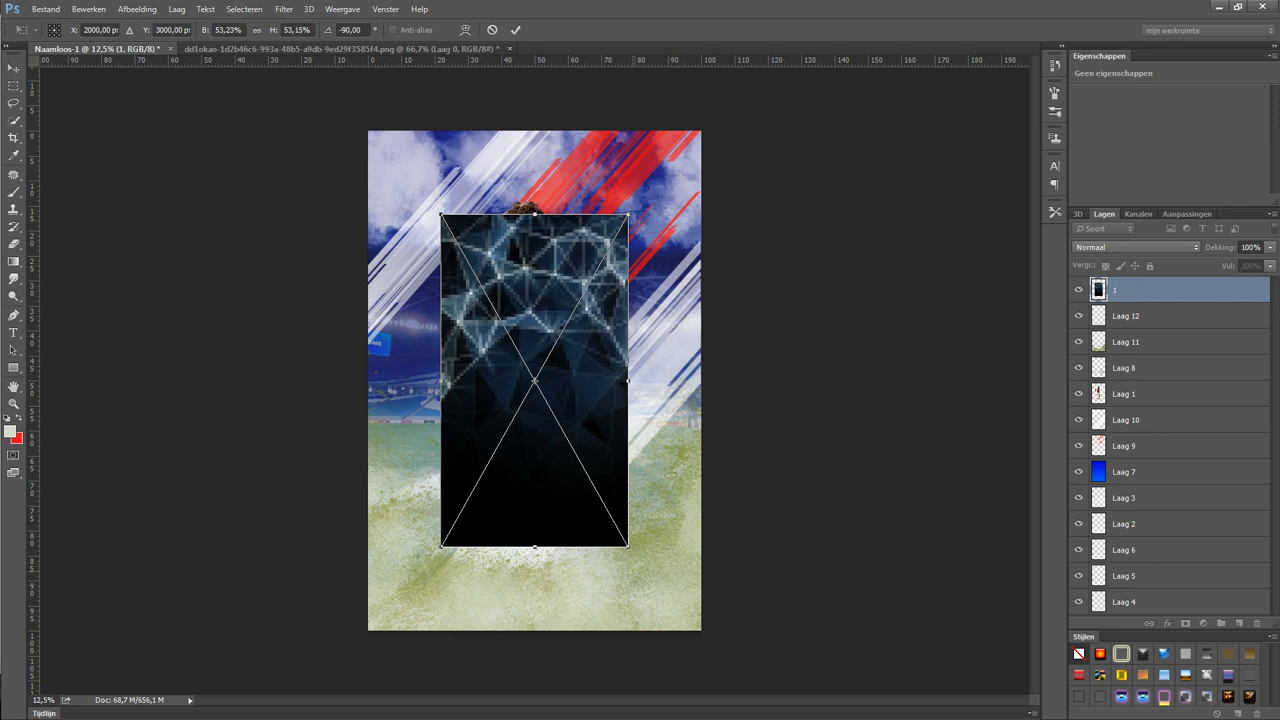 Ps Bestand Bewerken Afbeelding Laag Tekst Selecteren Filter 3D Weergave Venster Help
X: 2000,00 px Y: 3000,00 px B: 53,23% H: 53,15% -90,00 ° Anti-alias mijn werkruimte
Naamloos-1 @ 12,5% (1, RGB/8) * × dd1okao-1d2b46c6-993a-48b5-a9db-9ed29f3585f4.png @ 66,7% (Laag 0, RGB/8#) * ×
Eigenschappen
Geen eigenschappen
3D Lagen Kanalen Aanpassingen
Soort
Normaal Dekking: 100%
Vergr.: Vul: 100%
1
Laag 12
Laag 11
Laag 8
Laag 1
Laag 10
Laag 9
Laag 7
Laag 3
Laag 2
Laag 6
Laag 5
Laag 4
Stijlen
12,5% Doc: 68,7 M/656,1 M
Tijdlijn